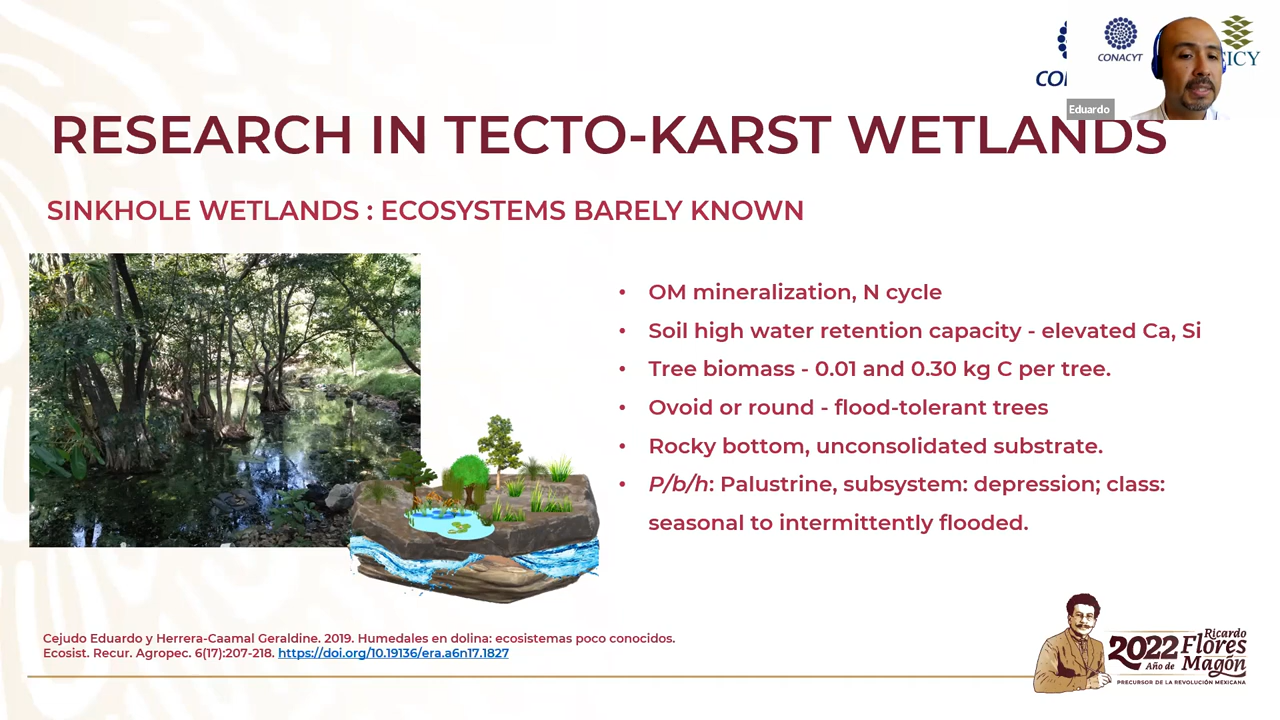 CONACYT
CO
ICY
Eduardo
RESEARCH IN TECTO-KARST WETLANDS
SINKHOLE WETLANDS : ECOSYSTEMS BARELY KNOWN
• OM mineralization, N cycle
• Soil high water retention capacity - elevated Ca, Si
• Tree biomass - 0.01 and 0.30 kg C per tree.
• Ovoid or round - flood-tolerant trees
• Rocky bottom, unconsolidated substrate.
• P/b/h: Palustrine, subsystem: depression; class:
seasonal to intermittently flooded.
Cejudo Eduardo y Herrera-Caamal Geraldine. 2019. Humedales en dolina: ecosistemas poco conocidos.
Ecosist. Recur. Agropec. 6(17):207-218. https://doi.org/10.19136/era.a6n17.1827
2022 Ricardo
Año de Flores
Magón
PRECURSOR DE LA REVOLUCIÓN MEXICANA